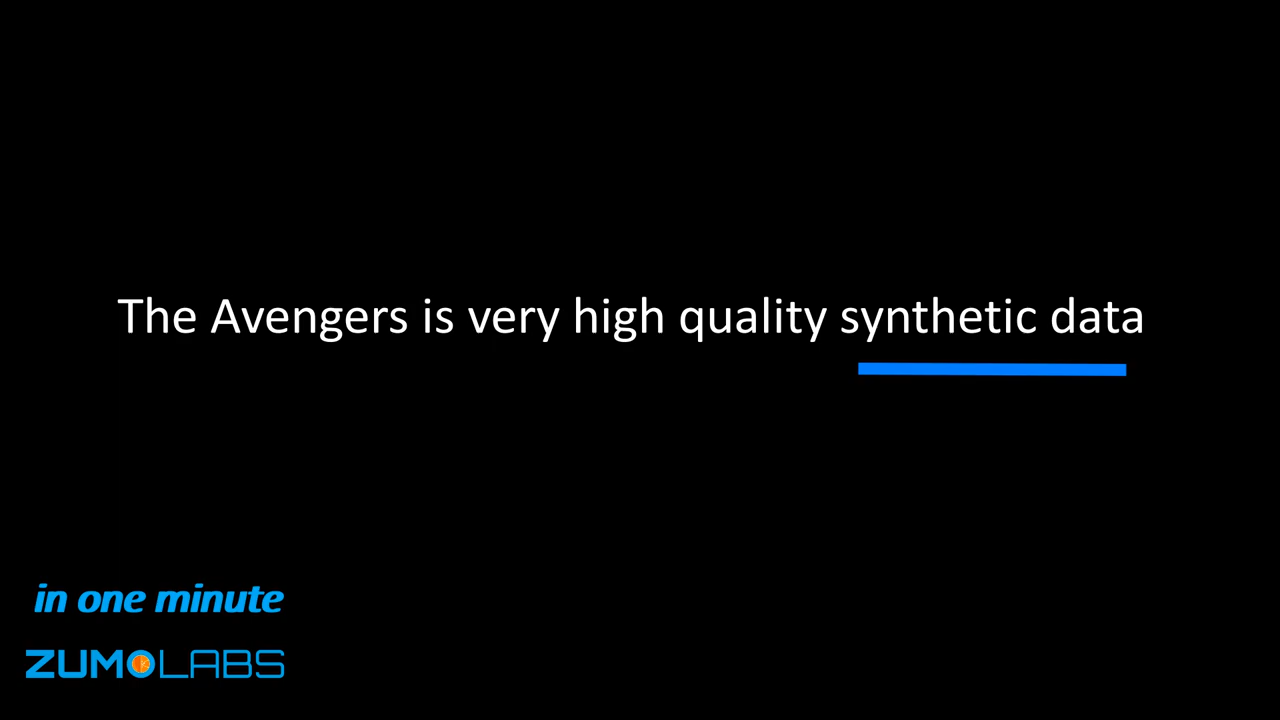 The Avengers is very high quality synthetic data
in one minute
ZUMOLABS